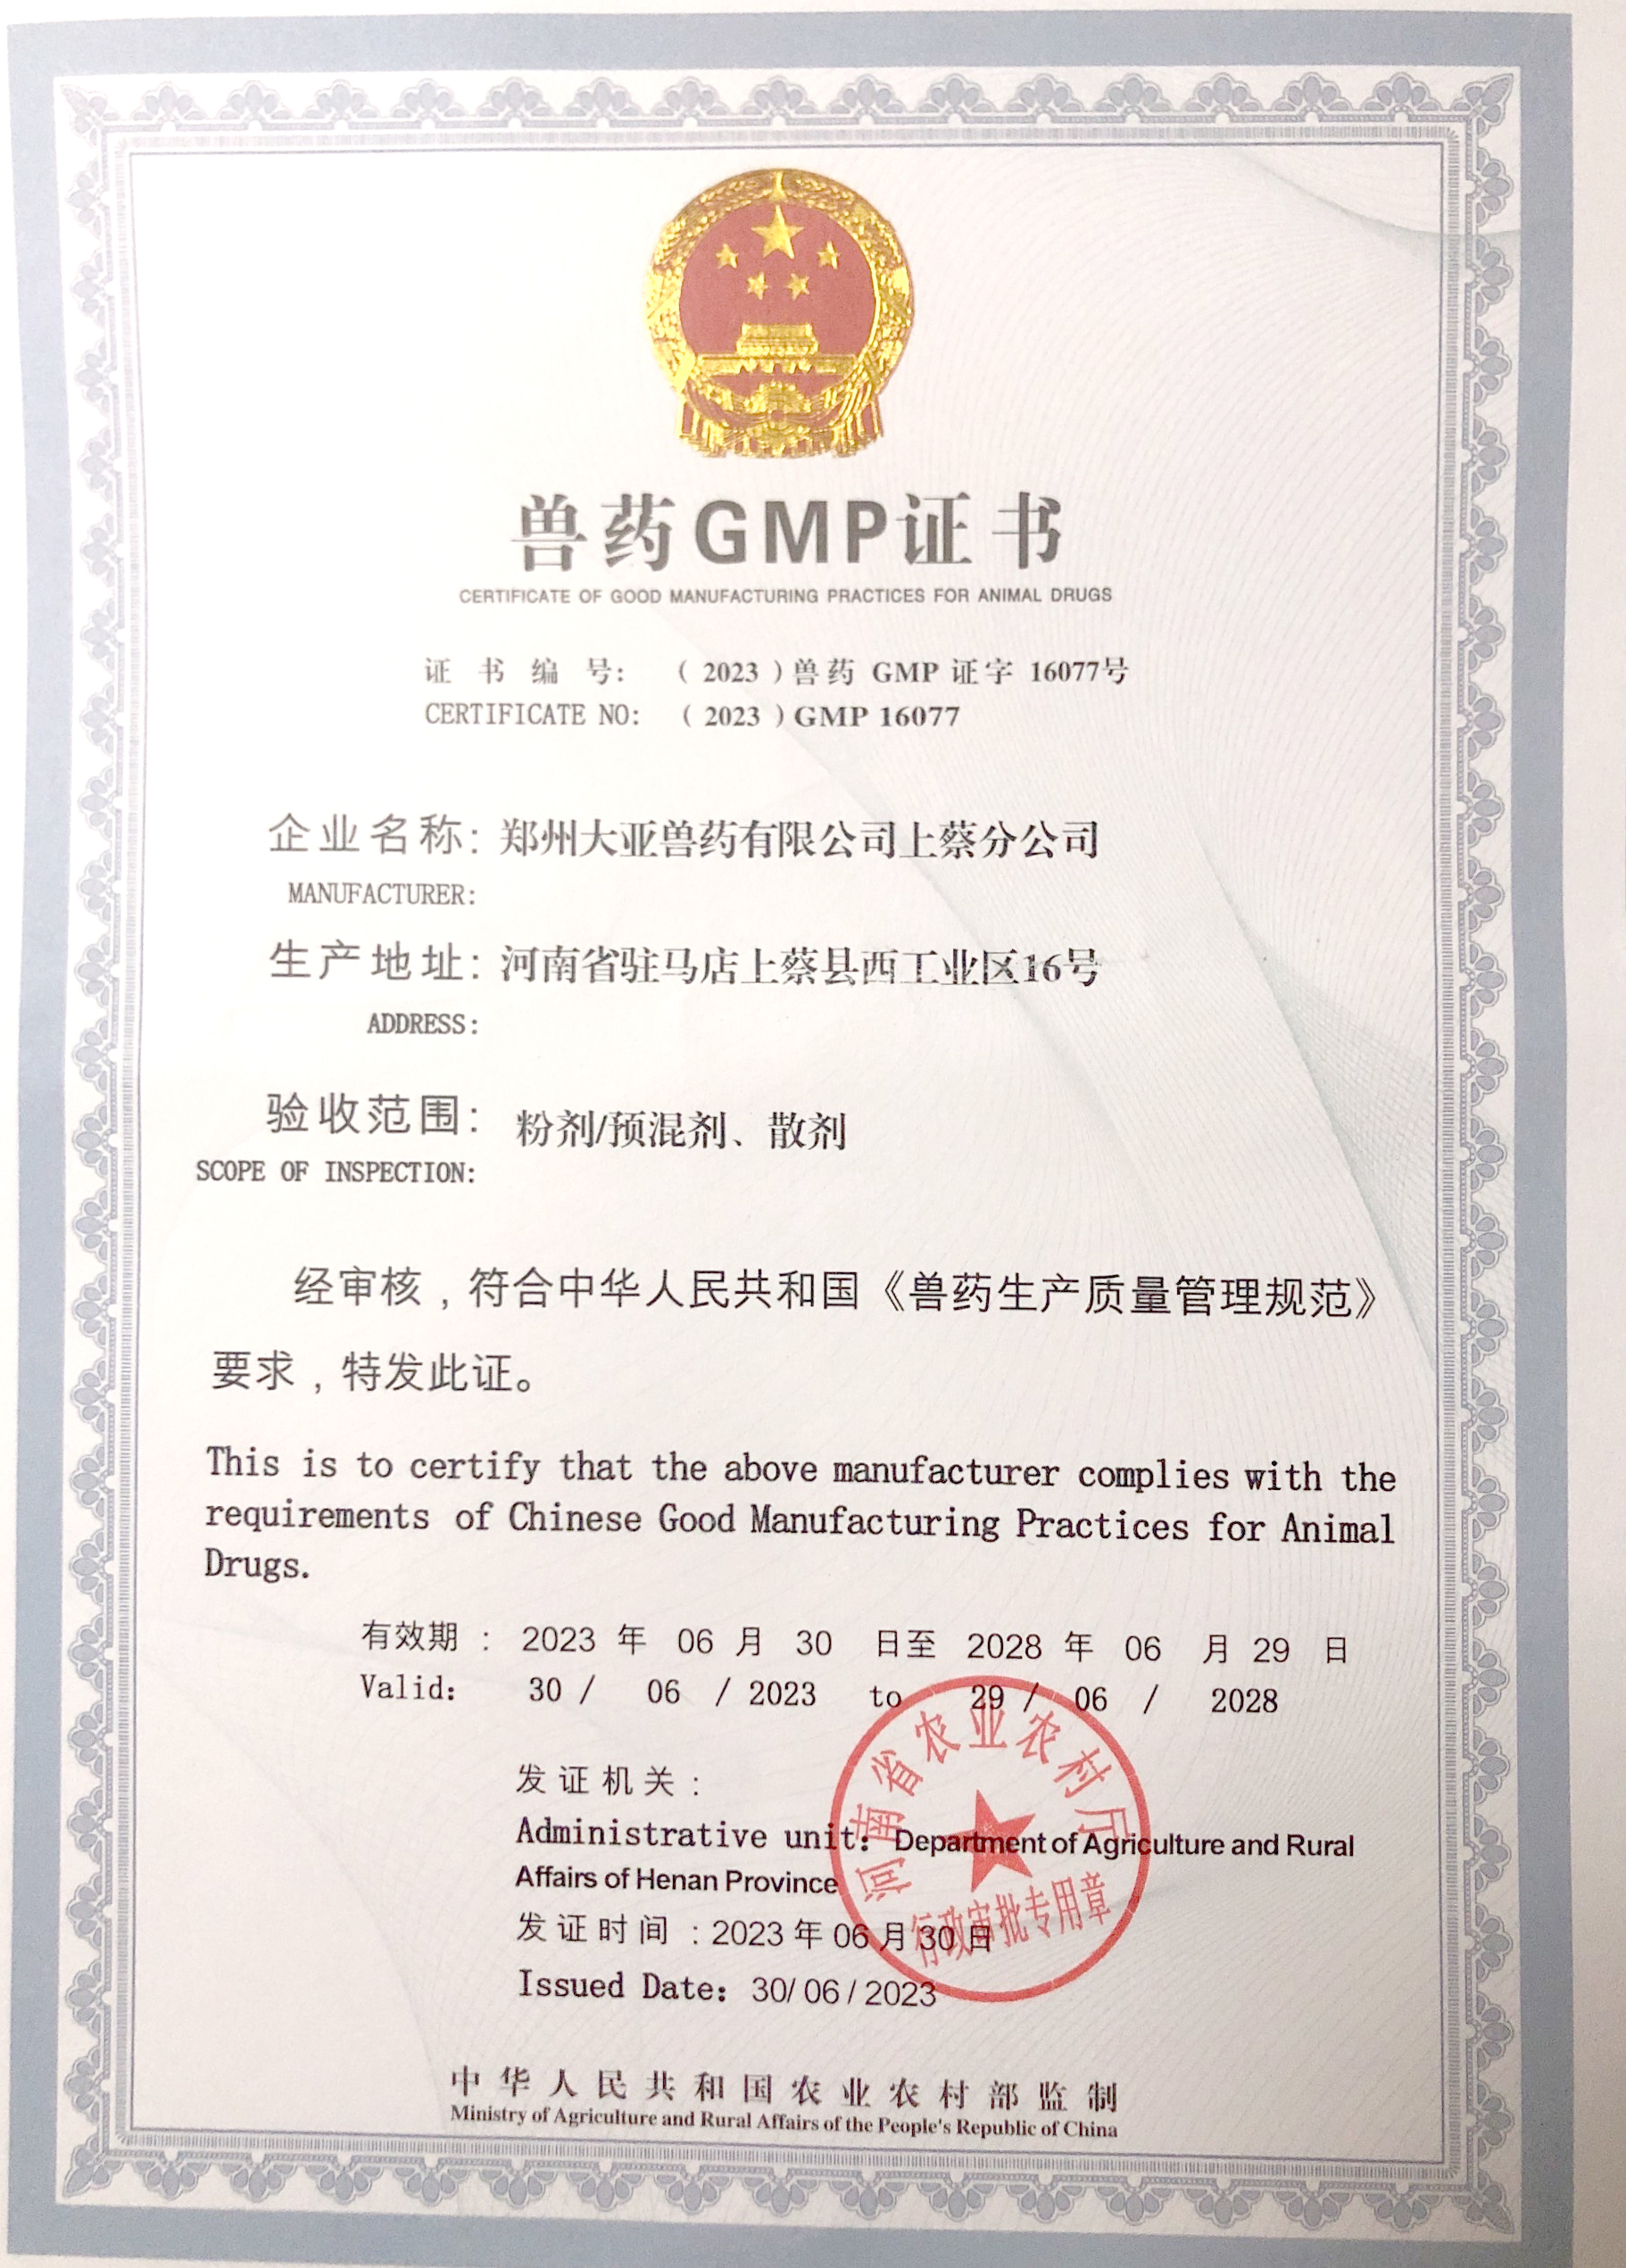 兽药GMP证书
CERTIFICATE OF GOOD MANUFACTURING PRACTICES FOR ANIMAL DRUGS
证书编号: （2023）兽药 GMP 证字 16077号
CERTIFICATE NO: （2023）GMP 16077
企业名称: 郑州大亚兽药有限公司上蔡分公司
MANUFACTURER:
生产地址: 河南省驻马店上蔡县西工业区16号
ADDRESS:
验收范围: 粉剂/预混剂、散剂
SCOPE OF INSPECTION:
经审核，符合中华人民共和国《兽药生产质量管理规范》
要求，特发此证。
This is to certify that the above manufacturer complies with the
requirements of Chinese Good Manufacturing Practices for Animal
Drugs.
有效期: 2023 年 06 月 30 日至 2028 年 06 月 29 日
Valid: 30 / 06 / 2023 to 29 / 06 / 2028
发证机关:
Administrative unit: Department of Agriculture and Rural
Affairs of Henan Province
发证时间:2023年06月30日
Issued Date: 30/06/2023
河南省农业农村厅
行政审批专用章
中华人民共和国农业农村部监制
Ministry of Agriculture and Rural Affairs of the People's Republic of China